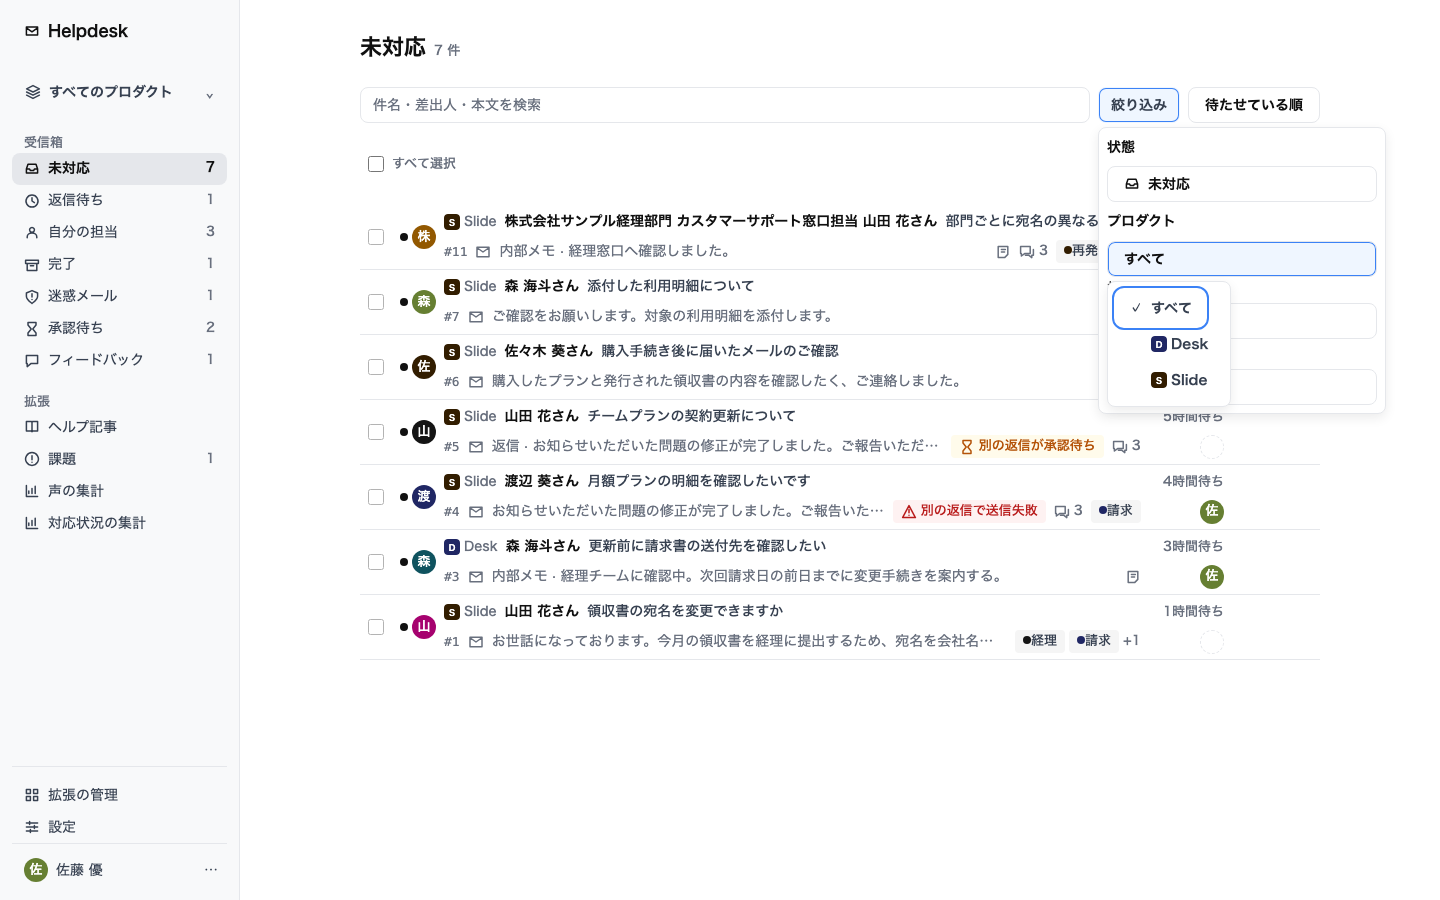 Helpdesk
すべてのプロダクト
受信箱
未対応 7
返信待ち 1
自分の担当 3
完了 1
迷惑メール 1
承認待ち 2
フィードバック 1
拡張
ヘルプ記事
課題 1
声の集計
対応状況の集計
拡張の管理
設定
佐 佐藤 優 …
未対応 7 件
件名・差出人・本文を検索 絞り込み 待たせている順
すべて選択
株 S Slide 株式会社サンプル経理部門 カスタマーサポート窓口担当 山田 花さん 部門ごとに宛名の異なる
#11 内部メモ · 経理窓口へ確認しました。 3 再発
森 S Slide 森 海斗さん 添付した利用明細について
#7 ご確認をお願いします。対象の利用明細を添付します。
佐 S Slide 佐々木 葵さん 購入手続き後に届いたメールのご確認
#6 購入したプランと発行された領収書の内容を確認したく、ご連絡しました。
山 S Slide 山田 花さん チームプランの契約更新について 5時間待ち
#5 返信 · お知らせいただいた問題の修正が完了しました。ご報告いただ… 別の返信が承認待ち 3
渡 S Slide 渡辺 葵さん 月額プランの明細を確認したいです 4時間待ち
#4 お知らせいただいた問題の修正が完了しました。ご報告いた… 別の返信で送信失敗 3 請求 佐
森 D Desk 森 海斗さん 更新前に請求書の送付先を確認したい 3時間待ち
#3 内部メモ · 経理チームに確認中。次回請求日の前日までに変更手続きを案内する。 佐
山 S Slide 山田 花さん 領収書の宛名を変更できますか 1時間待ち
#1 お世話になっております。今月の領収書を経理に提出するため、宛名を会社名… 経理 請求 +1
状態
未対応
プロダクト
すべて
✓ すべて
D Desk
S Slide